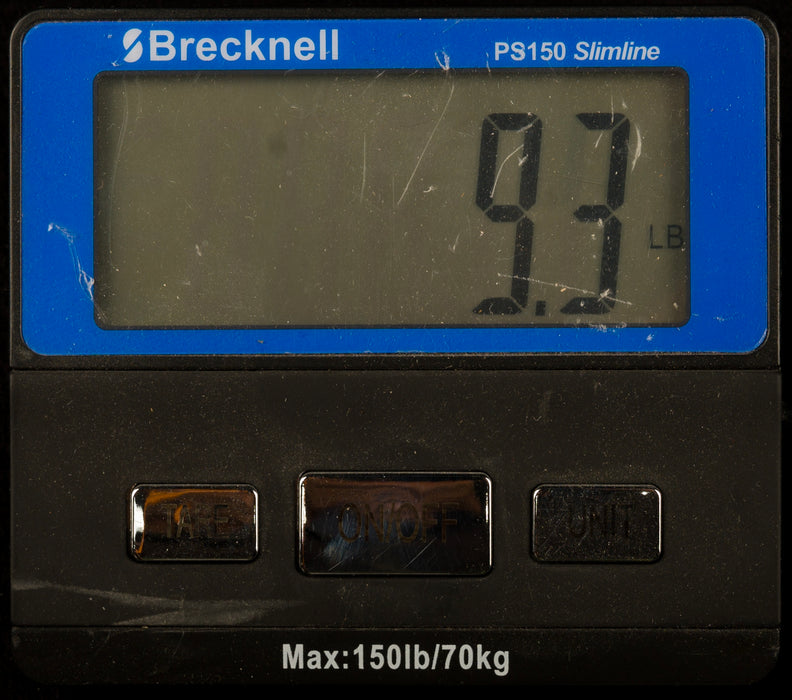 Brecknell PS150 Slimline
9.3 LB
TARE ON/OFF UNIT
Max:150lb/70kg